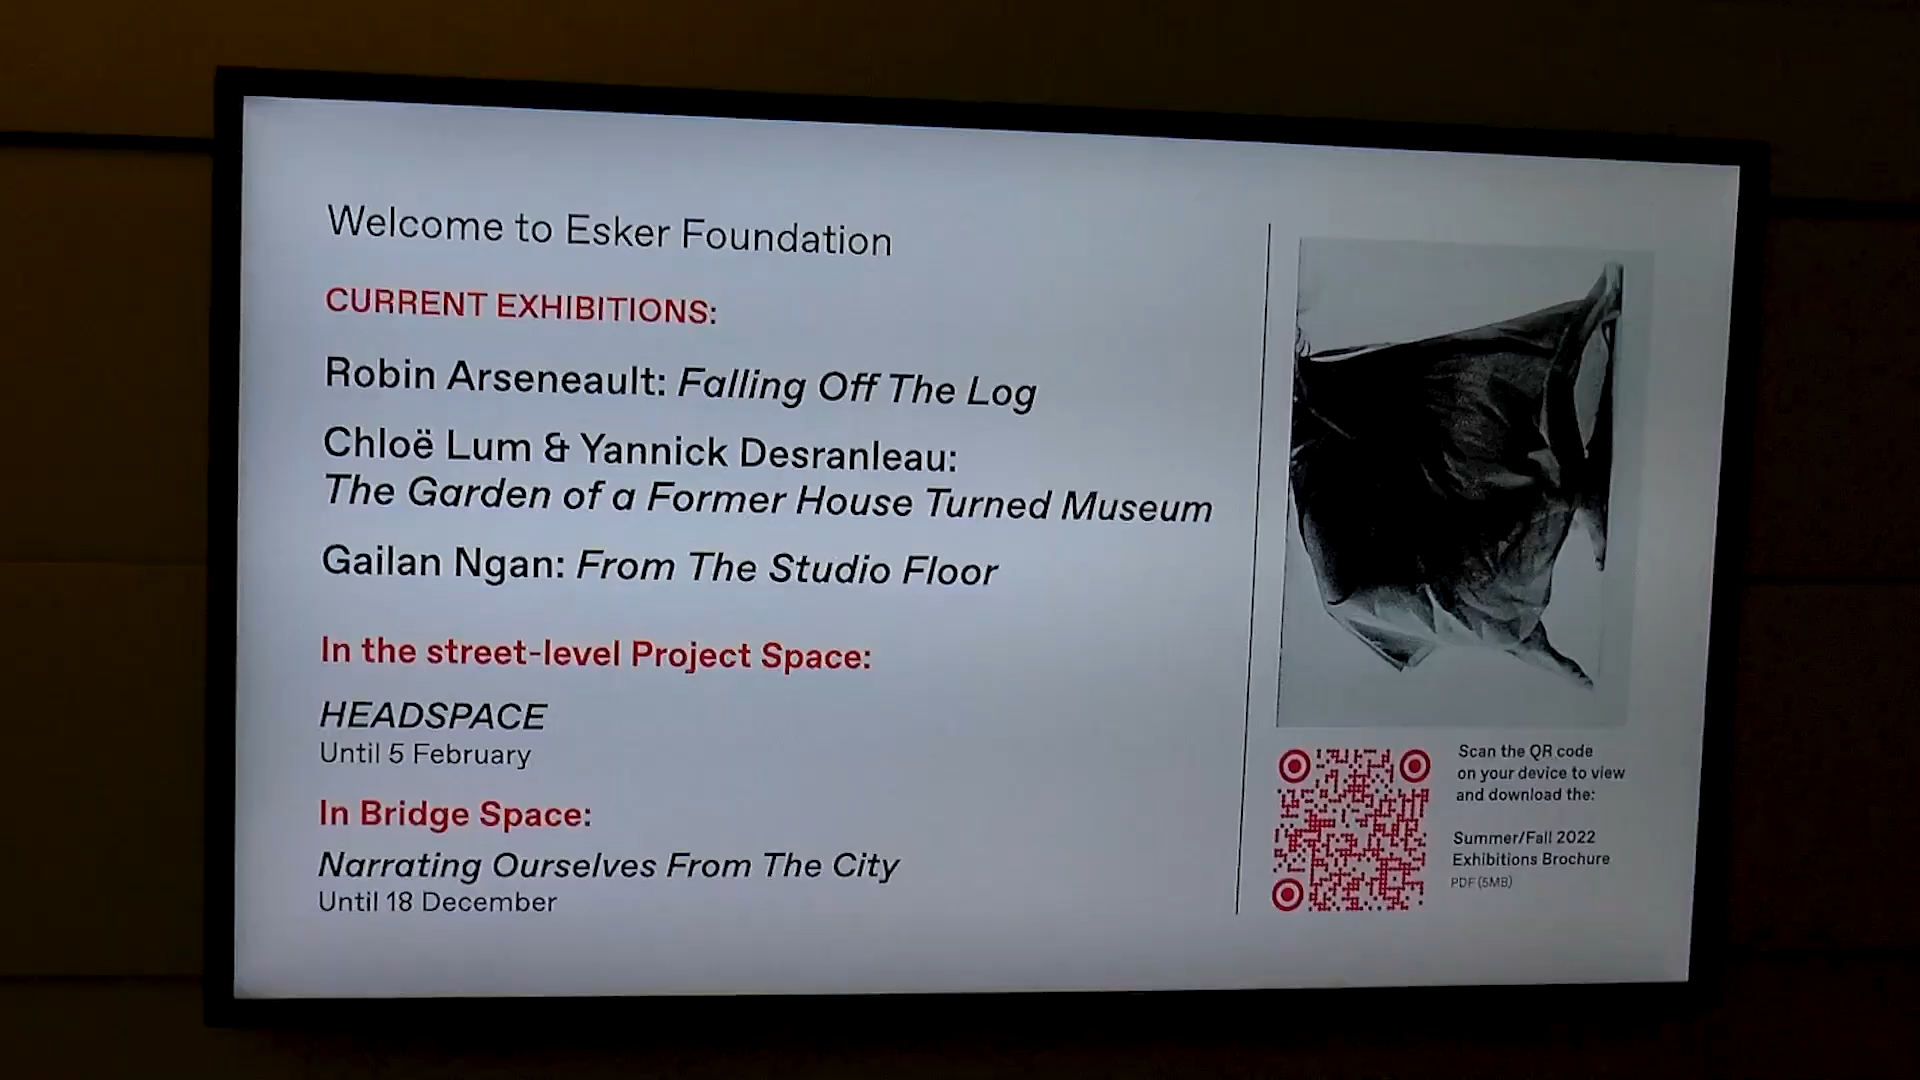 Welcome to Esker Foundation
CURRENT EXHIBITIONS:
Robin Arseneault: Falling Off The Log
Chloë Lum & Yannick Desranleau:
The Garden of a Former House Turned Museum
Gailan Ngan: From The Studio Floor
In the street-level Project Space:
HEADSPACE
Until 5 February
In Bridge Space:
Narrating Ourselves From The City
Until 18 December
Scan the QR code
on your device to view
and download the:
Summer/Fall 2022
Exhibitions Brochure
PDF (5MB)